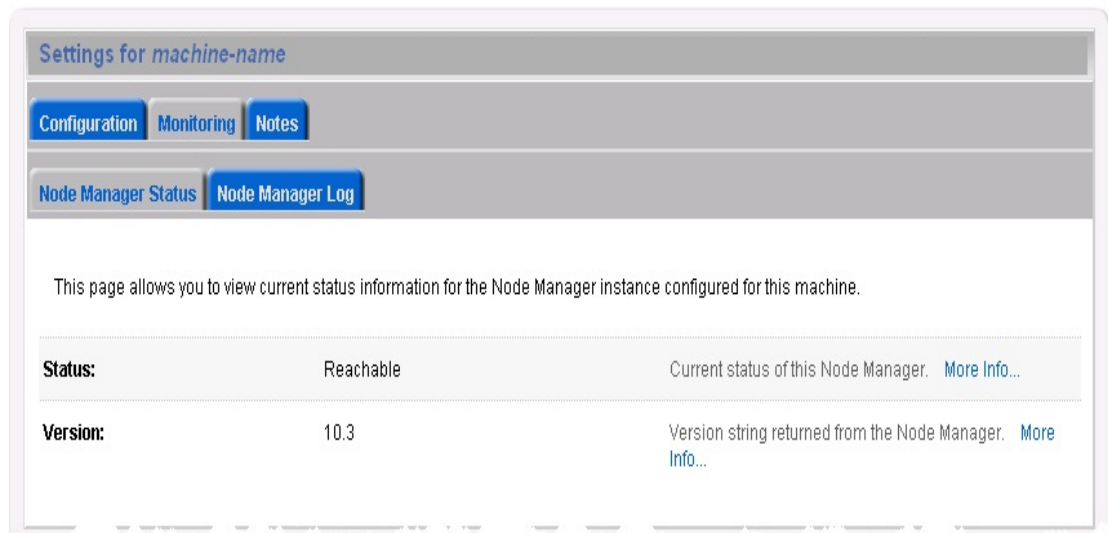 Settings for machine-name
Configuration Monitoring Notes
Node Manager Status Node Manager Log
This page allows you to view current status information for the Node Manager instance configured for this machine.
Status: Reachable Current status of this Node Manager. More Info...
Version: 10.3 Version string returned from the Node Manager. More
Info...